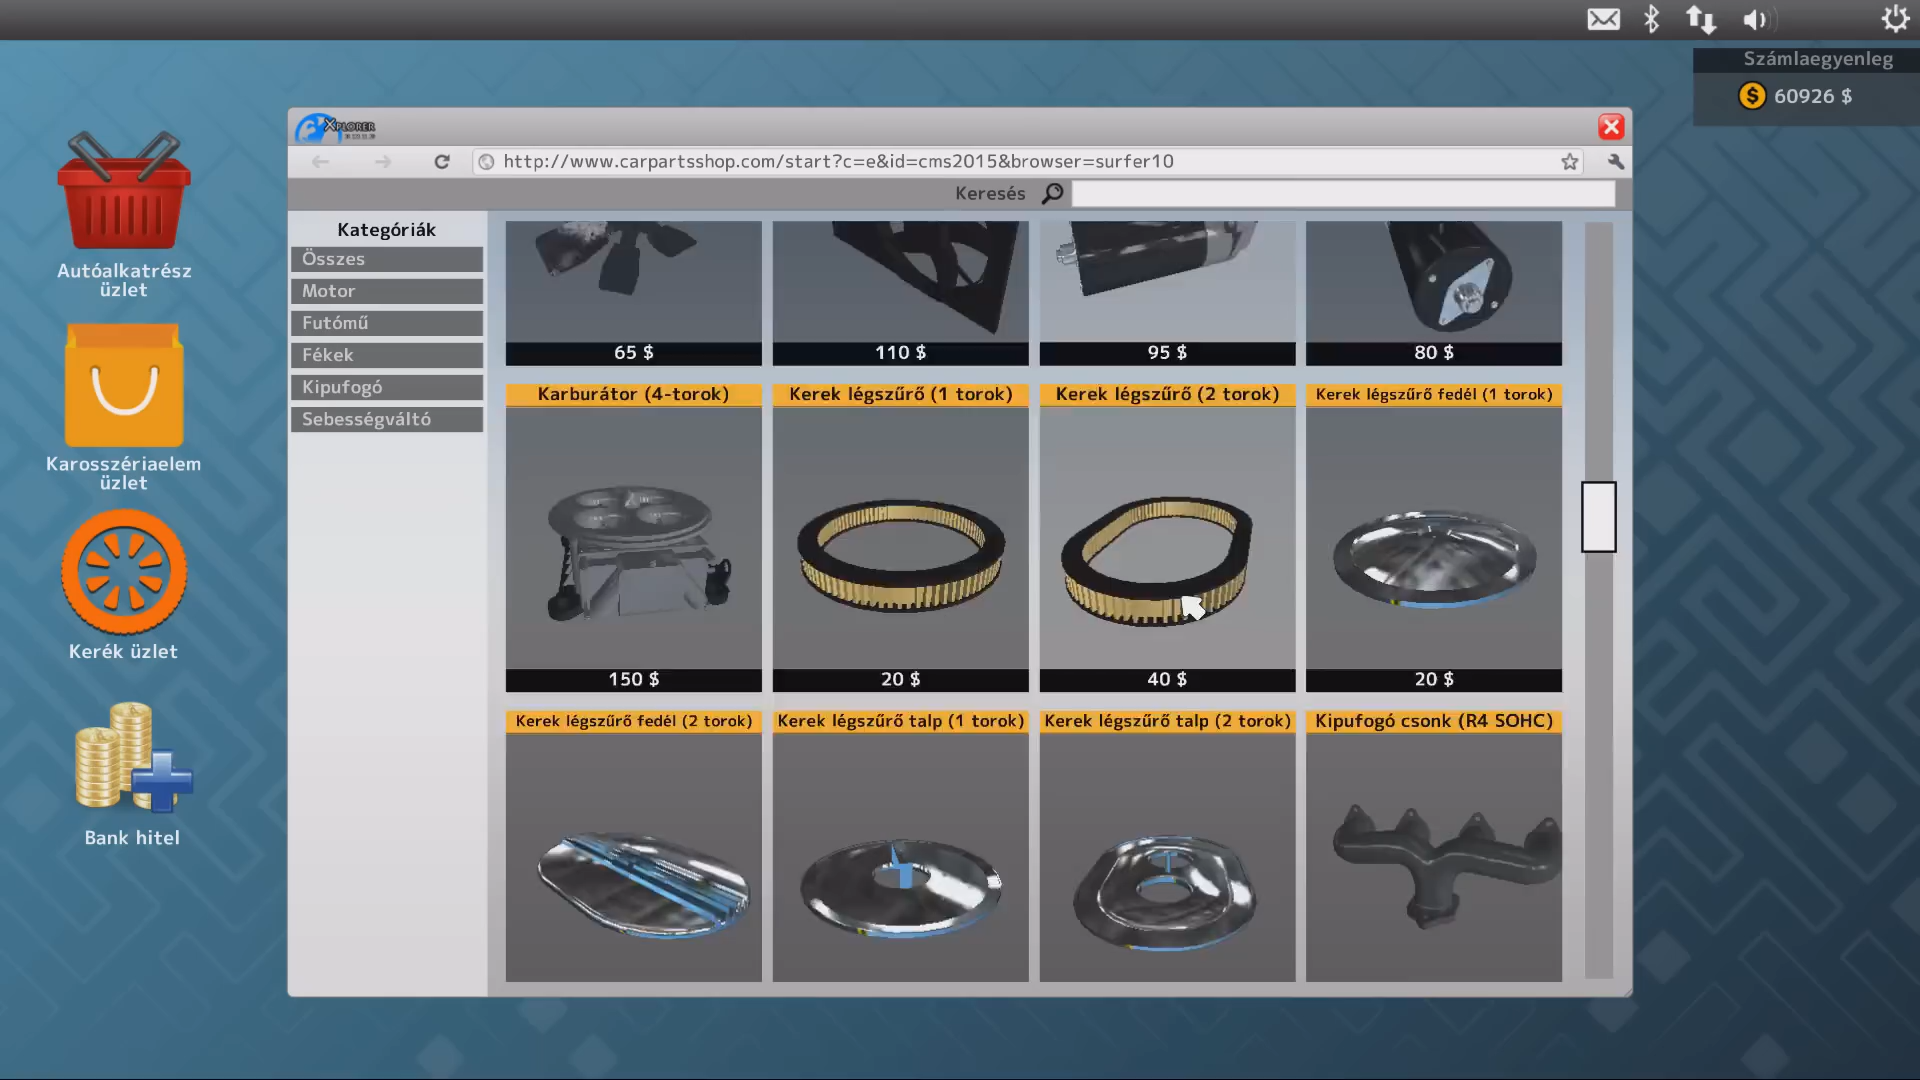 Számlaegyenleg
60926 $
XPLORER
http://www.carpartsshop.com/start?c=e&id=cms2015&browser=surfer10
Keresés
Autóalkatrész
üzlet
Karosszériaelem
üzlet
Kerék üzlet
Bank hitel
Kategóriák
Összes
Motor
Futómű
Fékek
Kipufogó
Sebességváltó
65 $
110 $
95 $
80 $
Karburátor (4-torok)
Kerek légszűrő (1 torok)
Kerek légszűrő (2 torok)
Kerek légszűrő fedél (1 torok)
150 $
20 $
40 $
20 $
Kerek légszűrő fedél (2 torok)
Kerek légszűrő talp (1 torok)
Kerek légszűrő talp (2 torok)
Kipufogó csonk (R4 SOHC)